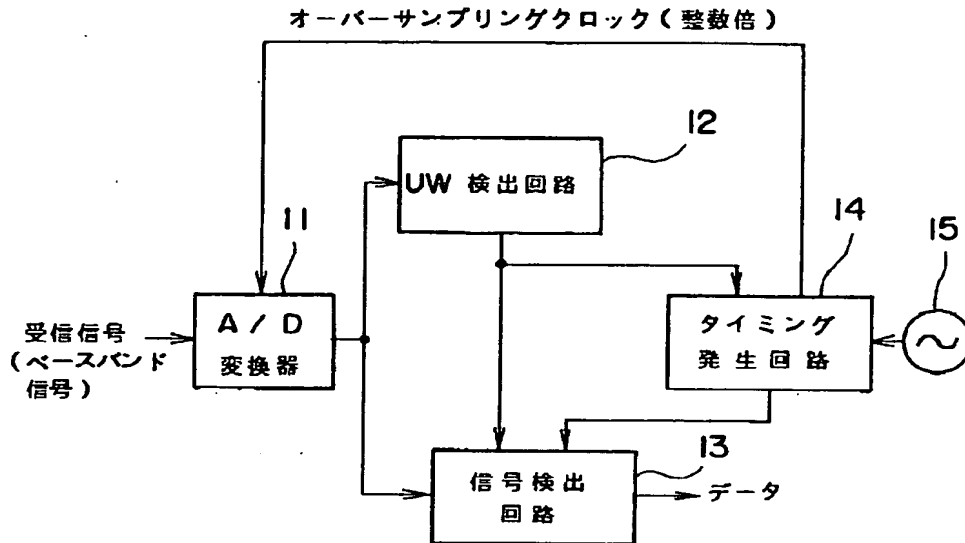 オーバーサンプリングクロック(整数倍)
12
UW 検出回路
11
14
15
A/D
変換器
受信信号
(ベースバンド
信号)
タイミング
発生回路
13
信号検出
回路
データ